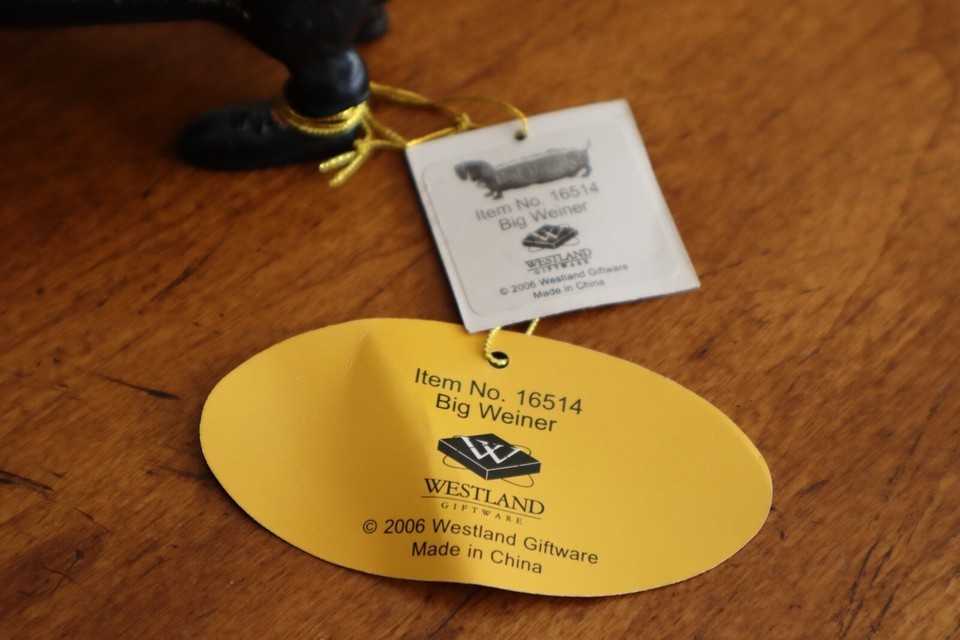 Item No. 16514
Big Weiner
W
WESTLAND
GIFTWARE
© 2006 Westland Giftware
Made in China
Item No. 16514
Big Weiner
W
WESTLAND
GIFTWARE
© 2006 Westland Giftware
Made in China